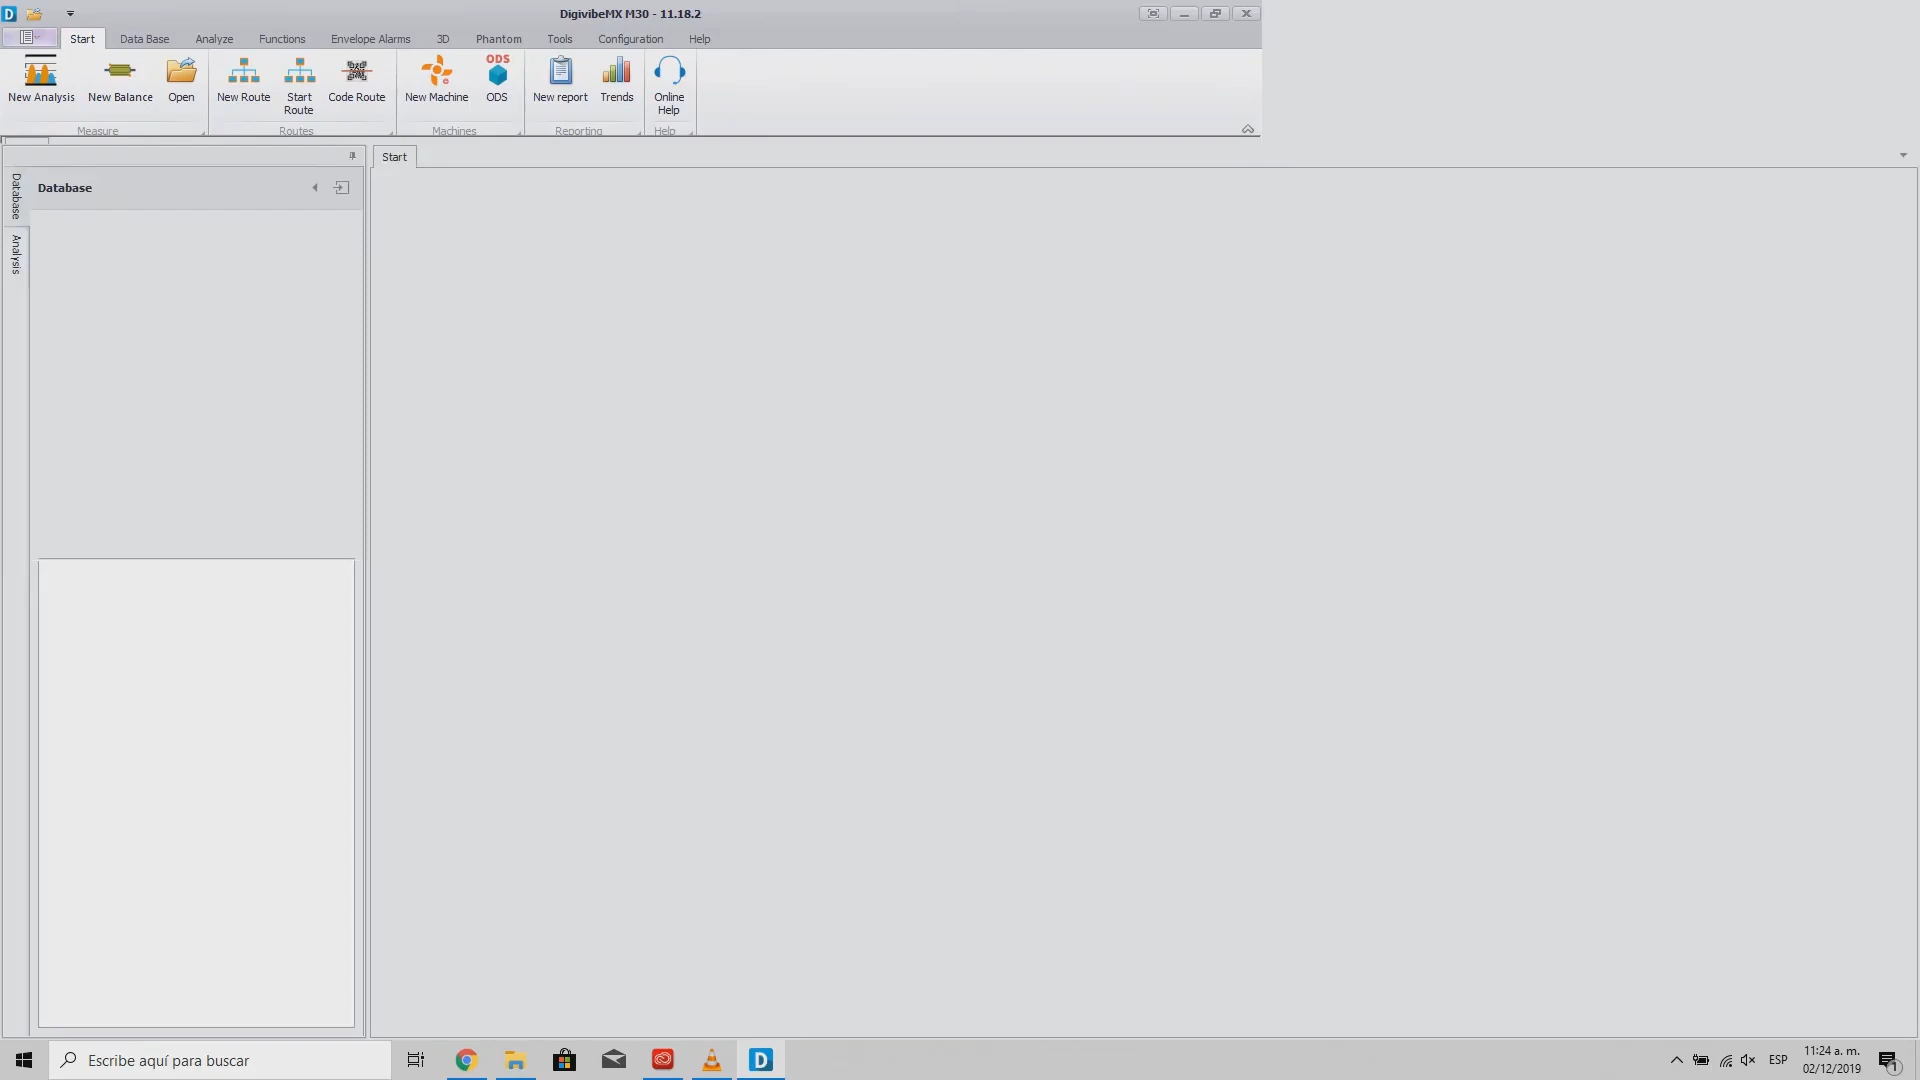 DigivibeMX M30 - 11.18.2
Start Data Base Analyze Functions Envelope Alarms 3D Phantom Tools Configuration Help
New Analysis New Balance Open New Route Start Route Code Route New Machine ODS ODS New report Trends Online Help
Measure Routes Machines Reporting Help
Start
Database
Database
Analysis
Escribe aquí para buscar
ESP
11:24 a. m.
02/12/2019
1